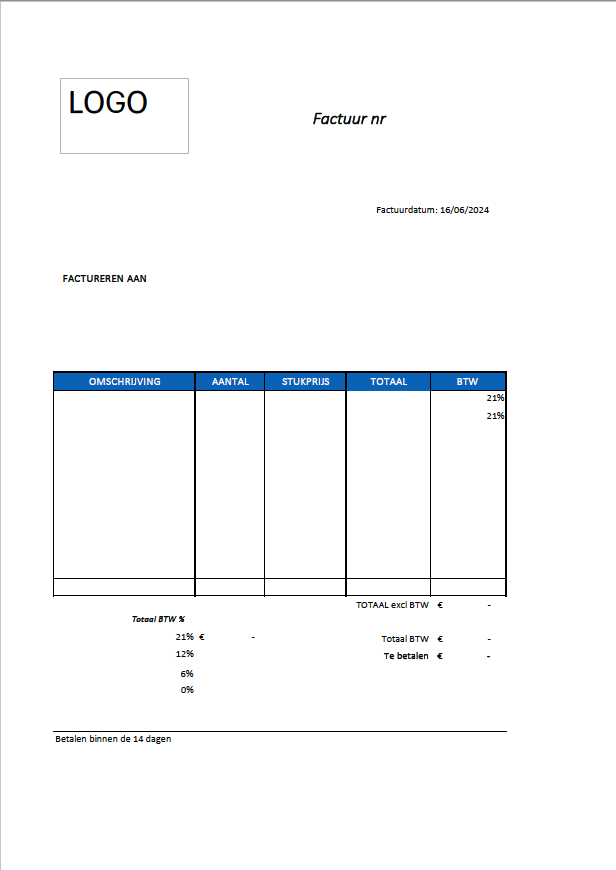 LOGO
Factuur nr
Factuurdatum: 16/06/2024
FACTUREREN AAN
OMSCHRIJVING AANTAL STUKPRIJS TOTAAL BTW
21%
21%
TOTAAL excl BTW € -
Totaal BTW %
21% € - Totaal BTW € -
12% Te betalen € -
6%
0%
Betalen binnen de 14 dagen